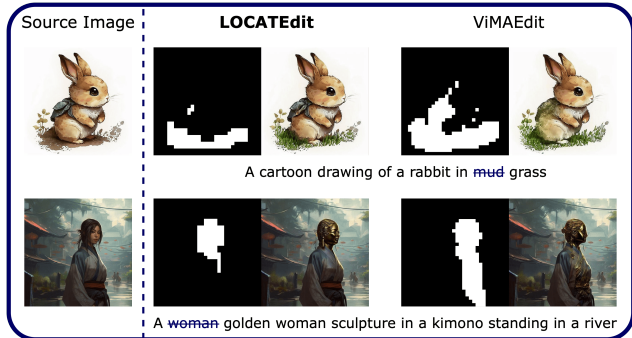 Source Image
LOCATEdit
ViMAEdit
A cartoon drawing of a rabbit in mud grass
A woman golden woman sculpture in a kimono standing in a river